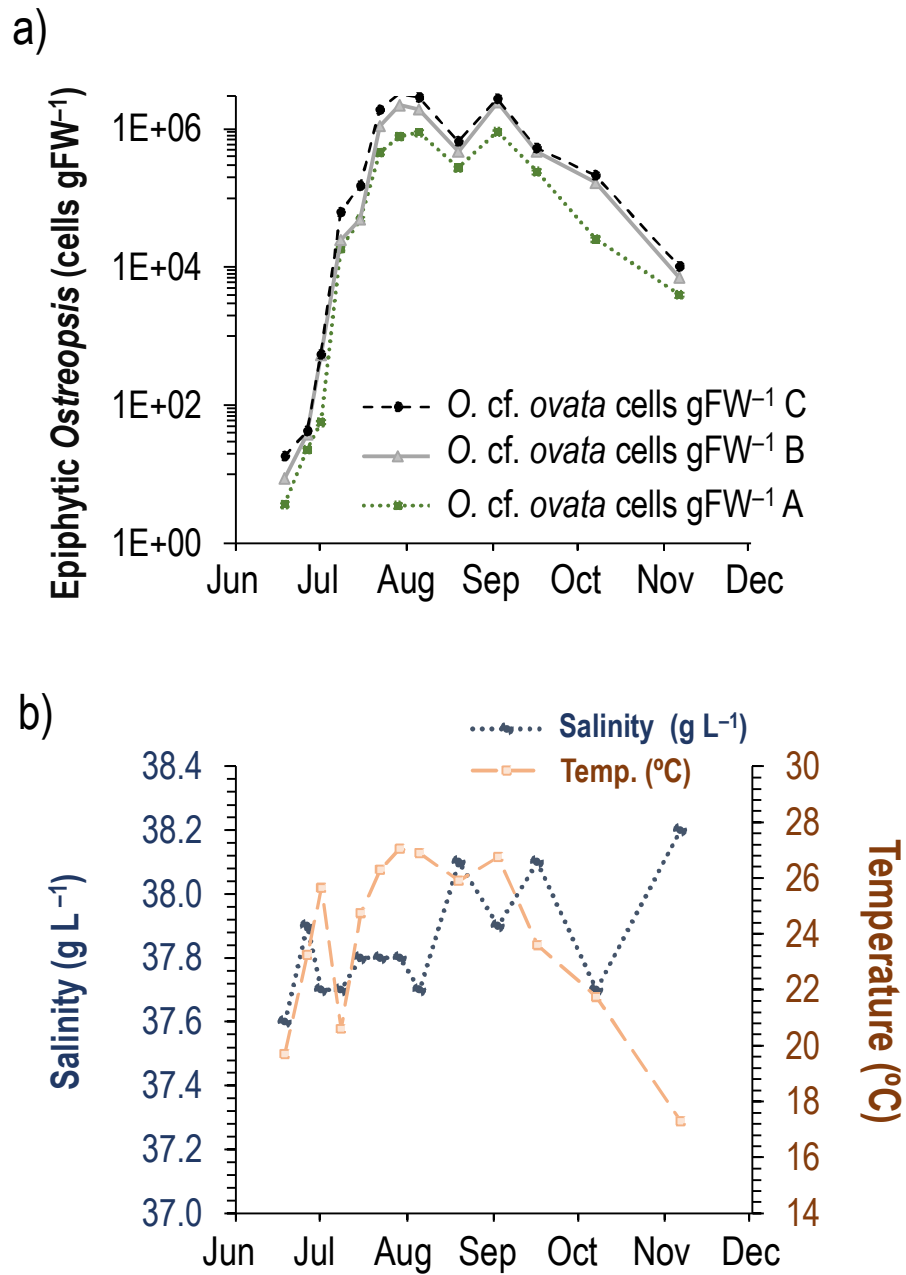 a)
Epiphytic Ostreopsis (cells gFW⁻¹)
1E+06
1E+04
1E+02
1E+00
O. cf. ovata cells gFW⁻¹ C
O. cf. ovata cells gFW⁻¹ B
O. cf. ovata cells gFW⁻¹ A
Jun Jul Aug Sep Oct Nov Dec
b)
Salinity (g L⁻¹)
Temp. (ºC)
Salinity (g L⁻¹)
38.4
38.2
38.0
37.8
37.6
37.4
37.2
37.0
30
28
26
24
22
20
18
16
14
Temperature (ºC)
Jun Jul Aug Sep Oct Nov Dec